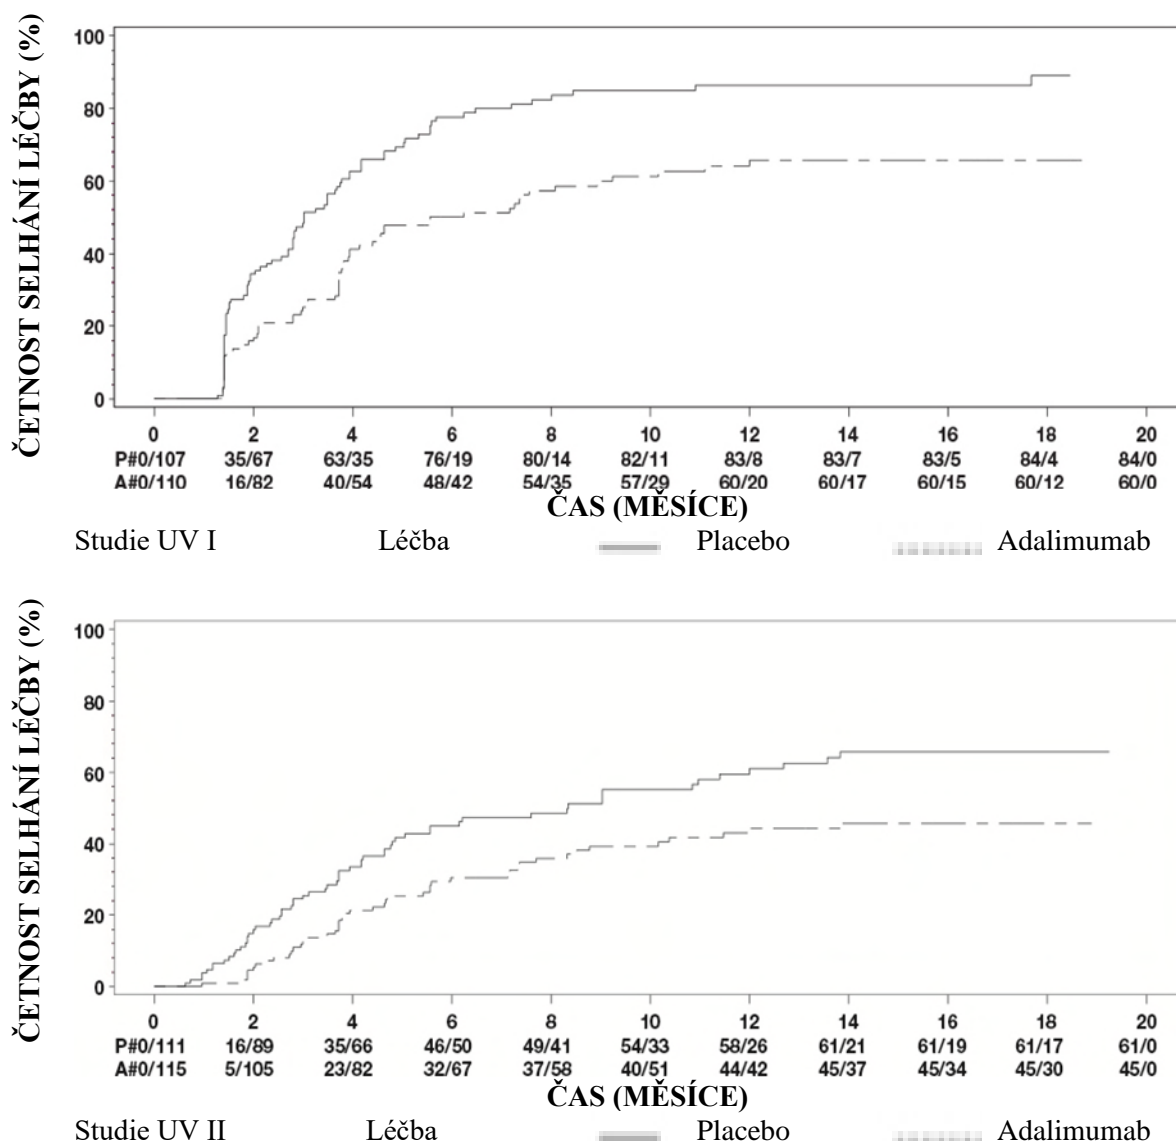 ČETNOST SELHÁNÍ LÉČBY (%)
100
80
60
40
20
0
0 2 4 6 8 10 12 14 16 18 20
P#0/107 35/67 63/35 76/19 80/14 82/11 83/8 83/7 83/5 84/4 84/0
A#0/110 16/82 40/54 48/42 54/35 57/29 60/20 60/17 60/15 60/12 60/0
ČAS (MĚSÍCE)
Studie UV I Léčba Placebo Adalimumab
ČETNOST SELHÁNÍ LÉČBY (%)
100
80
60
40
20
0
0 2 4 6 8 10 12 14 16 18 20
P#0/111 16/89 35/66 46/50 49/41 54/33 58/26 61/21 61/19 61/17 61/0
A#0/115 5/105 23/82 32/67 37/58 40/51 44/42 45/37 45/34 45/30 45/0
ČAS (MĚSÍCE)
Studie UV II Léčba Placebo Adalimumab